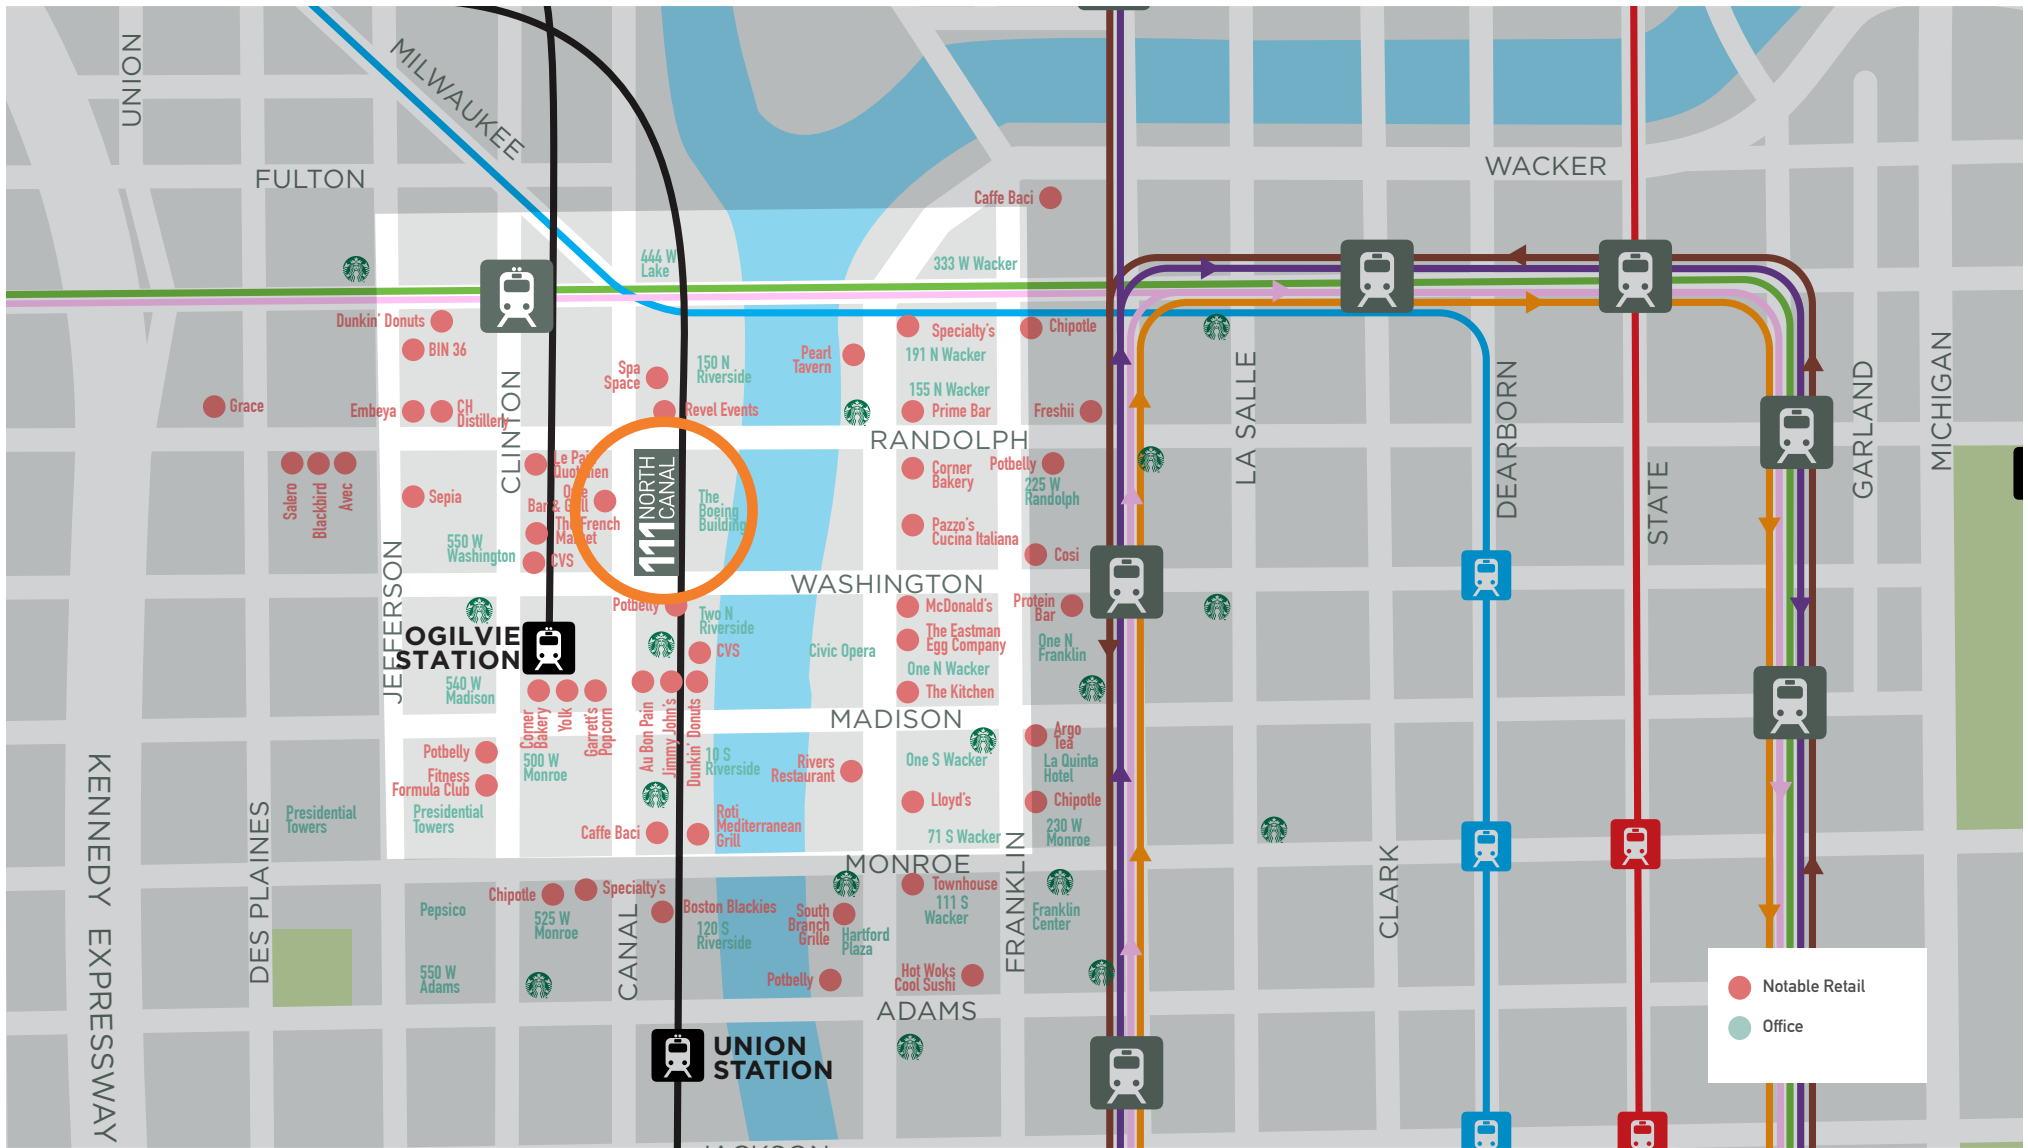 UNION
MILWAUKEE
FULTON
WACKER
Caffe Baci
444 W
Lake
333 W Wacker
Dunkin' Donuts
BIN 36
Specialty's
Chipotle
191 N Wacker
Pearl
Tavern
150 N
Riverside
Spa
Space
155 N Wacker
Grace
Embeya
CH
Distillery
Revel Events
Prime Bar
Freshii
CLINTON
RANDOLPH
LA SALLE
DEARBORN
STATE
GARLAND
MICHIGAN
Salero
Blackbird
Avec
Sepia
Le Pain
Quotidien
Bar & Grill
The French
Market
CVS
550 W
Washington
111 NORTH
CANAL
The
Boeing
Building
Corner
Bakery
Potbelly
225 W
Randolph
Pazzo's
Cucina Italiana
Cosi
JEFFERSON
WASHINGTON
Potbelly
Two N
Riverside
McDonald's
Protein
Bar
The Eastman
Egg Company
One N
Franklin
OGILVIE
STATION
CVS
Civic Opera
One N Wacker
540 W
Madison
The Kitchen
Corner
Bakery
Yolk
Garrett's
Popcorn
Au Bon Pain
Jimmy John's
Dunkin' Donuts
MADISON
Argo
Tea
Potbelly
500 W
Monroe
10 S
Riverside
Rivers
Restaurant
One S Wacker
La Quinta
Hotel
Fitness
Formula Club
Lloyd's
Chipotle
Presidential
Towers
Presidential
Towers
Caffe Baci
Roti
Mediterranean
Grill
71 S Wacker
230 W
Monroe
KENNEDY EXPRESSWAY
DES PLAINES
MONROE
FRANKLIN
CLARK
Chipotle
Specialty's
Townhouse
Pepsico
525 W
Monroe
CANAL
Boston Blackies
120 S
Riverside
South
Branch
Grille
Hartford
Plaza
111 S
Wacker
Franklin
Center
550 W
Adams
Potbelly
Hot Woks
Cool Sushi
ADAMS
UNION
STATION
Notable Retail
Office